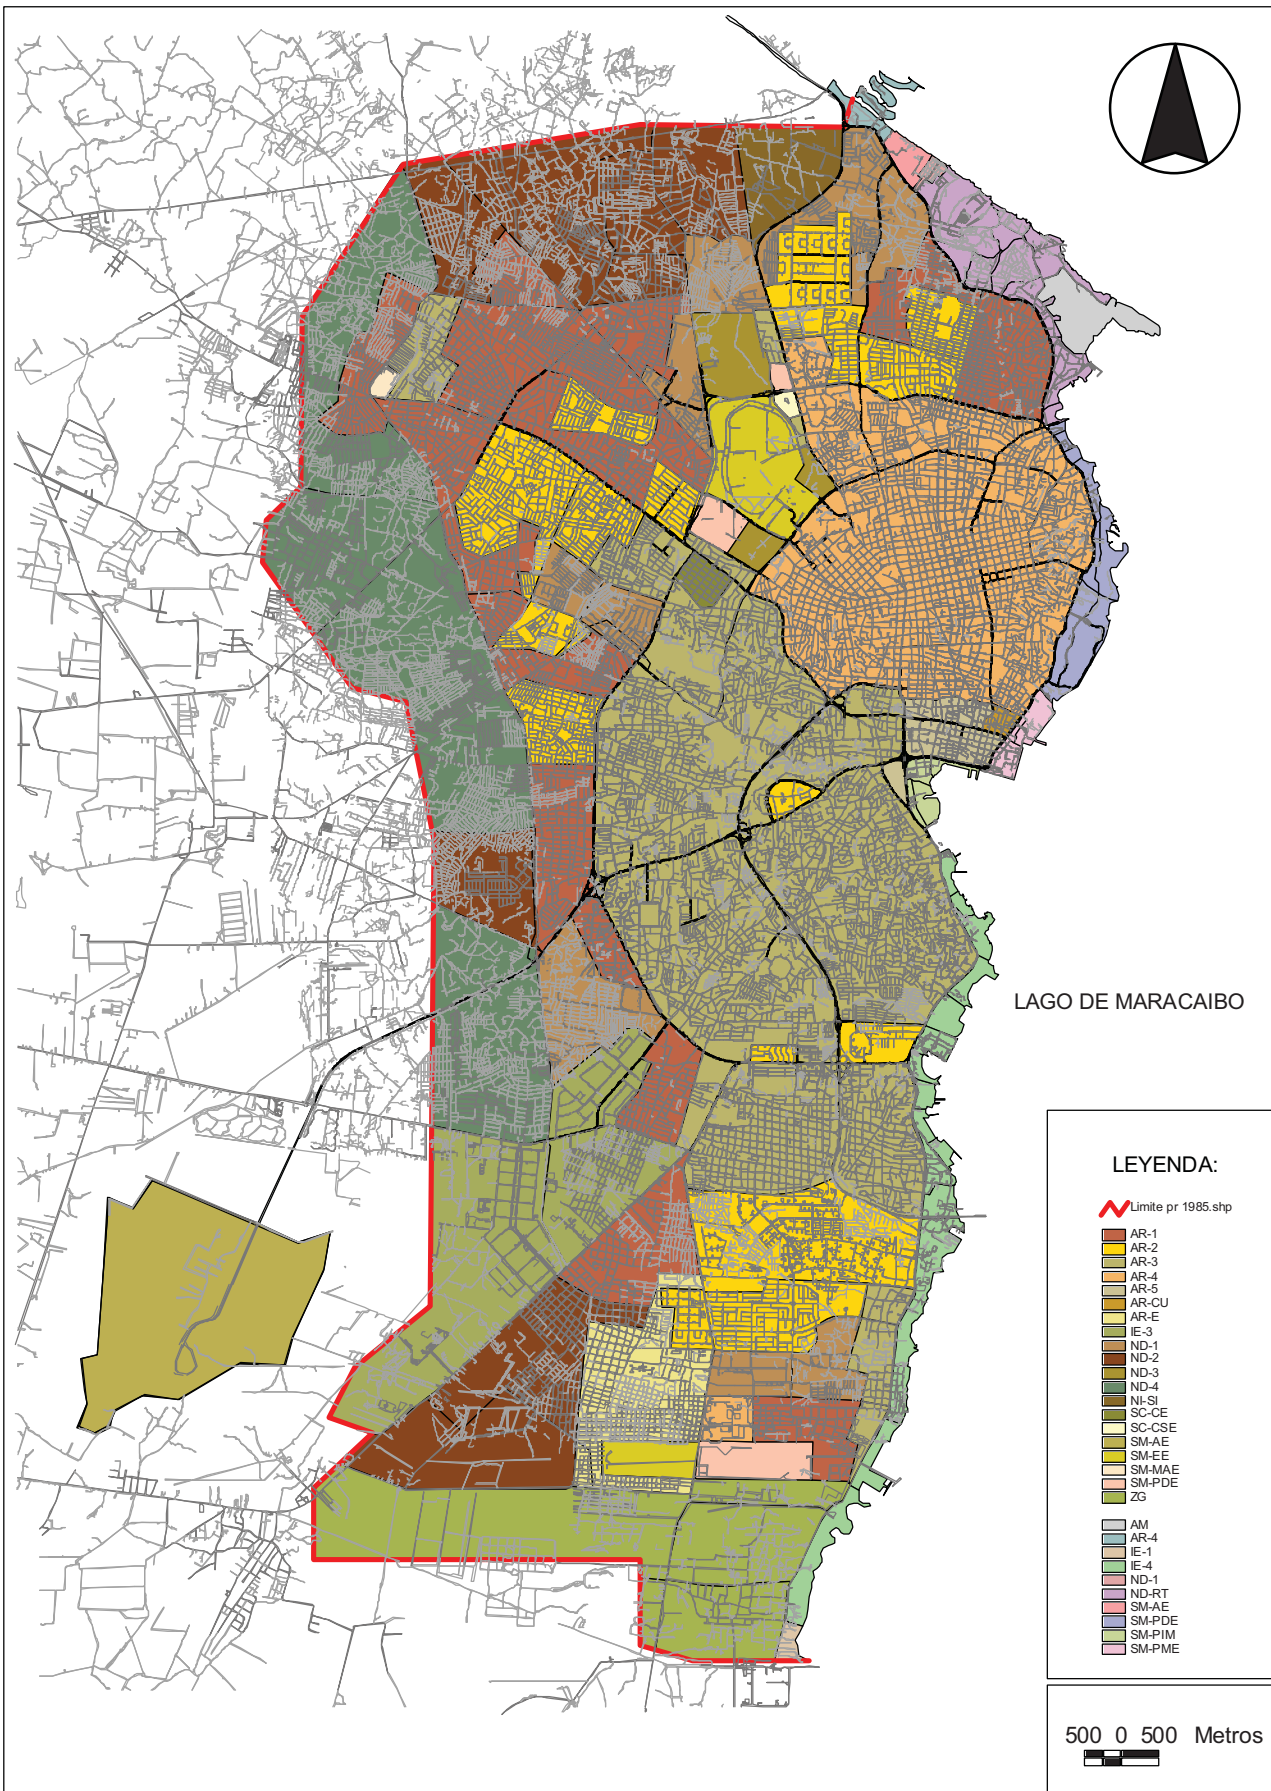 LAGO DE MARACAIBO
LEYENDA:
Limite pr 1985.shp
AR-1
AR-2
AR-3
AR-4
AR-5
AR-CU
AR-E
IE-3
ND-1
ND-2
ND-3
ND-4
NI-SI
SC-CE
SC-CSE
SM-AE
SM-EE
SM-MAE
SM-PDE
ZG
AM
AR-4
IE-1
IE-4
ND-1
ND-RT
SM-AE
SM-PDE
SM-PIM
SM-PME
500 0 500 Metros